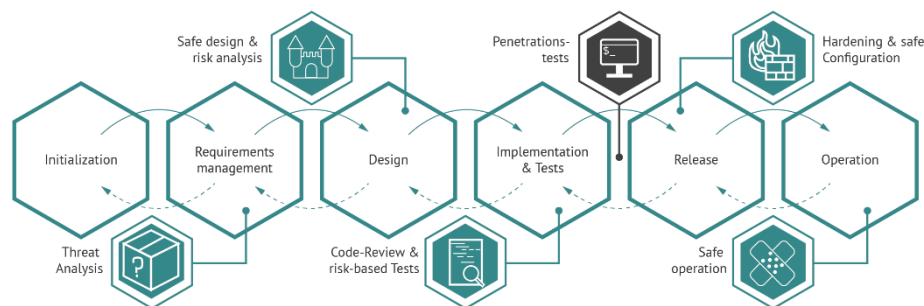 Safe design &
risk analysis
Penetrations-
tests
$_
Hardening & safe
Configuration
Initialization
Requirements
management
Design
Implementation
& Tests
Release
Operation
Threat
Analysis
?
Code-Review &
risk-based Tests
Safe
operation